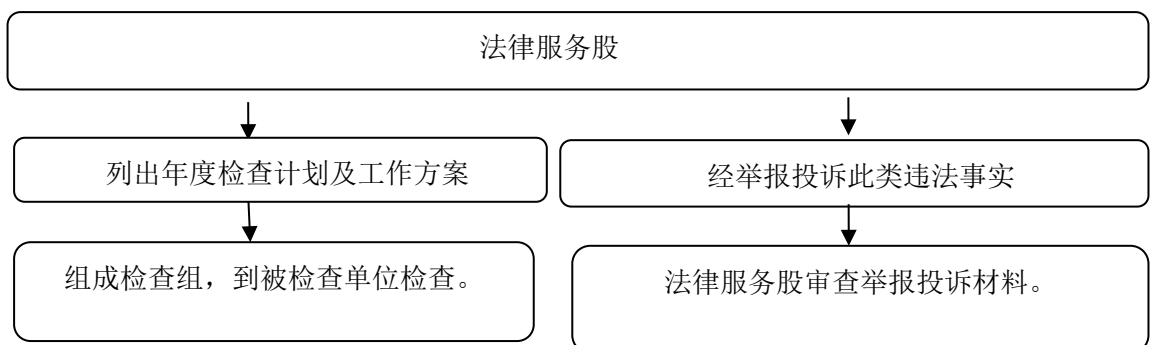 法律服务股
列出年度检查计划及工作方案
经举报投诉此类违法事实
组成检查组，到被检查单位检查。
法律服务股审查举报投诉材料。